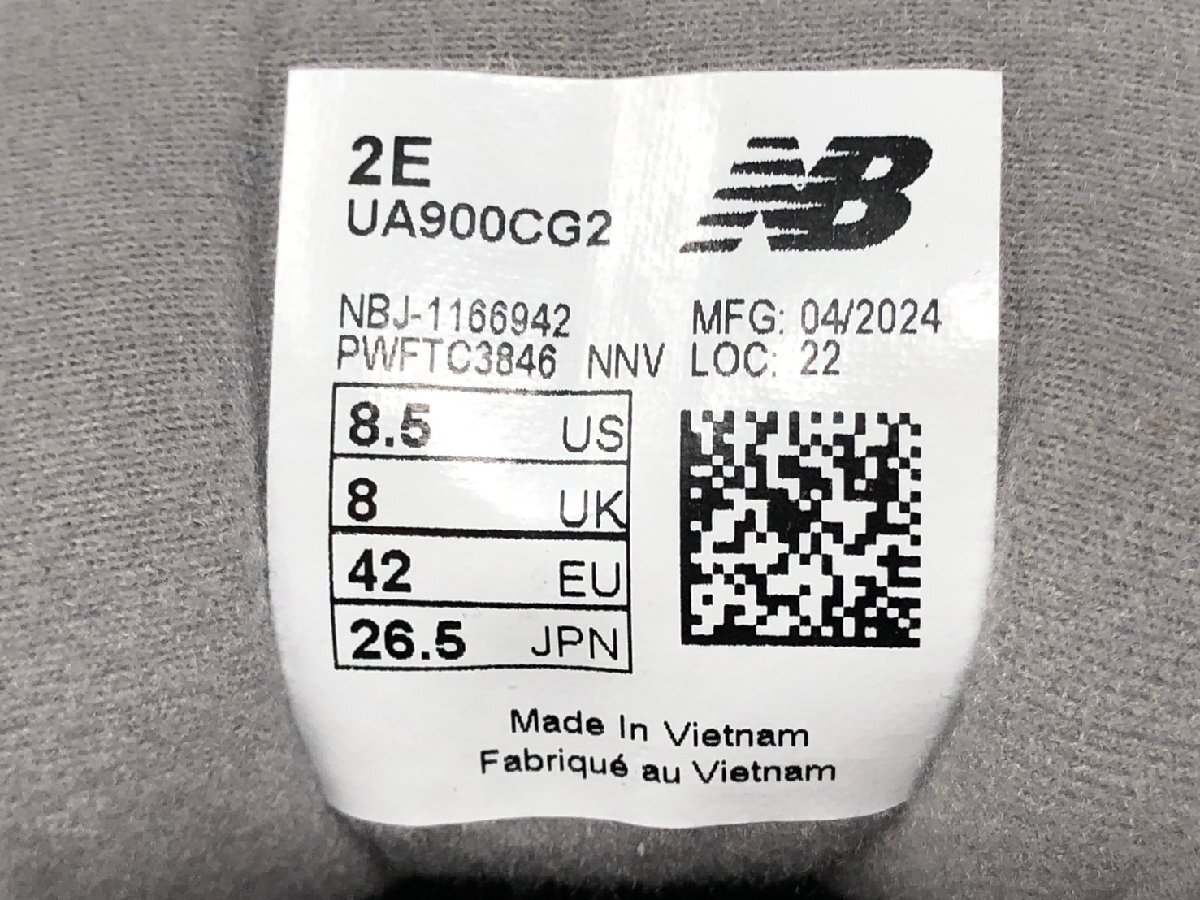 2E
UA900CG2
NB
NBJ-1166942
MFG: 04/2024
PWFTC3846 NNV LOC: 22
8.5 US
8 UK
42 EU
26.5 JPN
Made In Vietnam
Fabriqué au Vietnam